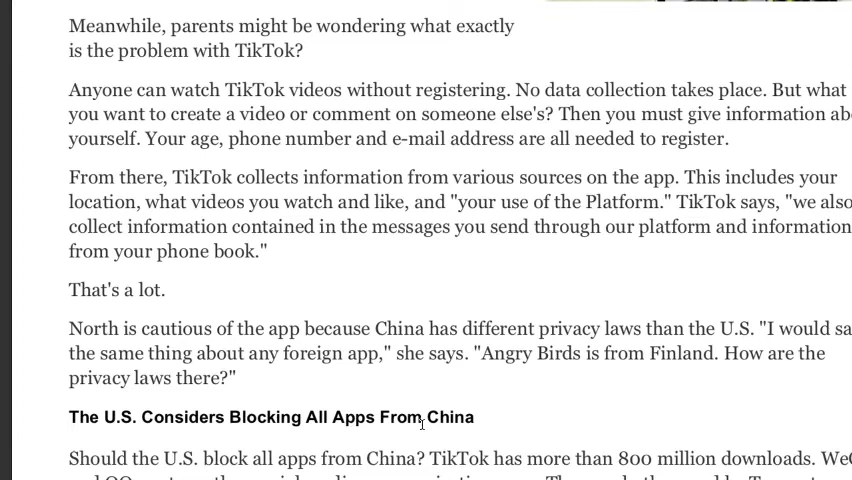 Meanwhile, parents might be wondering what exactly
is the problem with TikTok?
Anyone can watch TikTok videos without registering. No data collection takes place. But what
you want to create a video or comment on someone else's? Then you must give information
yourself. Your age, phone number and e-mail address are all needed to register.
From there, TikTok collects information from various sources on the app. This includes your
location, what videos you watch and like, and "your use of the Platform." TikTok says, "we also
collect information contained in the messages you send through our platform and information
from your phone book."
That's a lot.
North is cautious of the app because China has different privacy laws than the U.S. "I would
the same thing about any foreign app," she says. "Angry Birds is from Finland. How are the
privacy laws there?"
The U.S. Considers Blocking All Apps From China
Should the U.S. block all apps from China? TikTok has more than 800 million downloads.